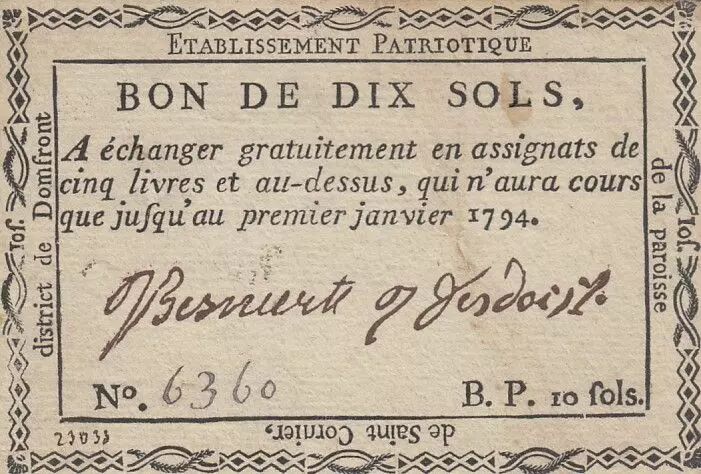 ETABLISSEMENT PATRIOTIQUE
BON DE DIX SOLS,
A échanger gratuitement en assignats de
cinq livres et au-dessus, qui n'aura cours
que juſqu'au premier janvier 1794.
No. 6360
B. P. 10 ſols.
de la paroisse
10ſ.
de Saint Cornier,
district de Domfront
10ſ.